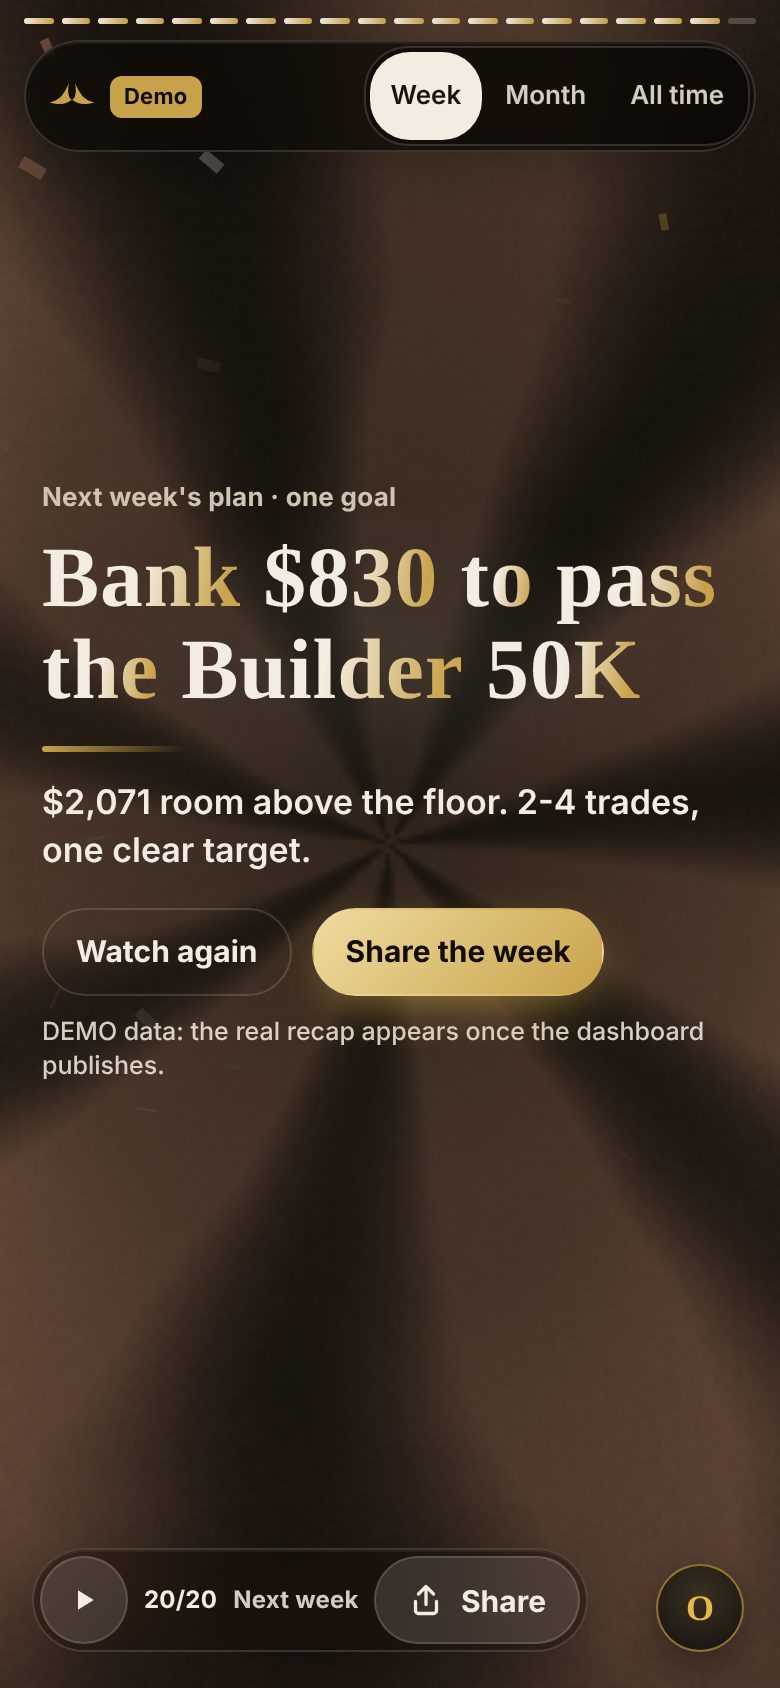 Demo
Week Month All time
Next week's plan · one goal
Bank $830 to pass
the Builder 50K
$2,071 room above the floor. 2-4 trades,
one clear target.
Watch again Share the week
DEMO data: the real recap appears once the dashboard
publishes.
20/20 Next week Share
O